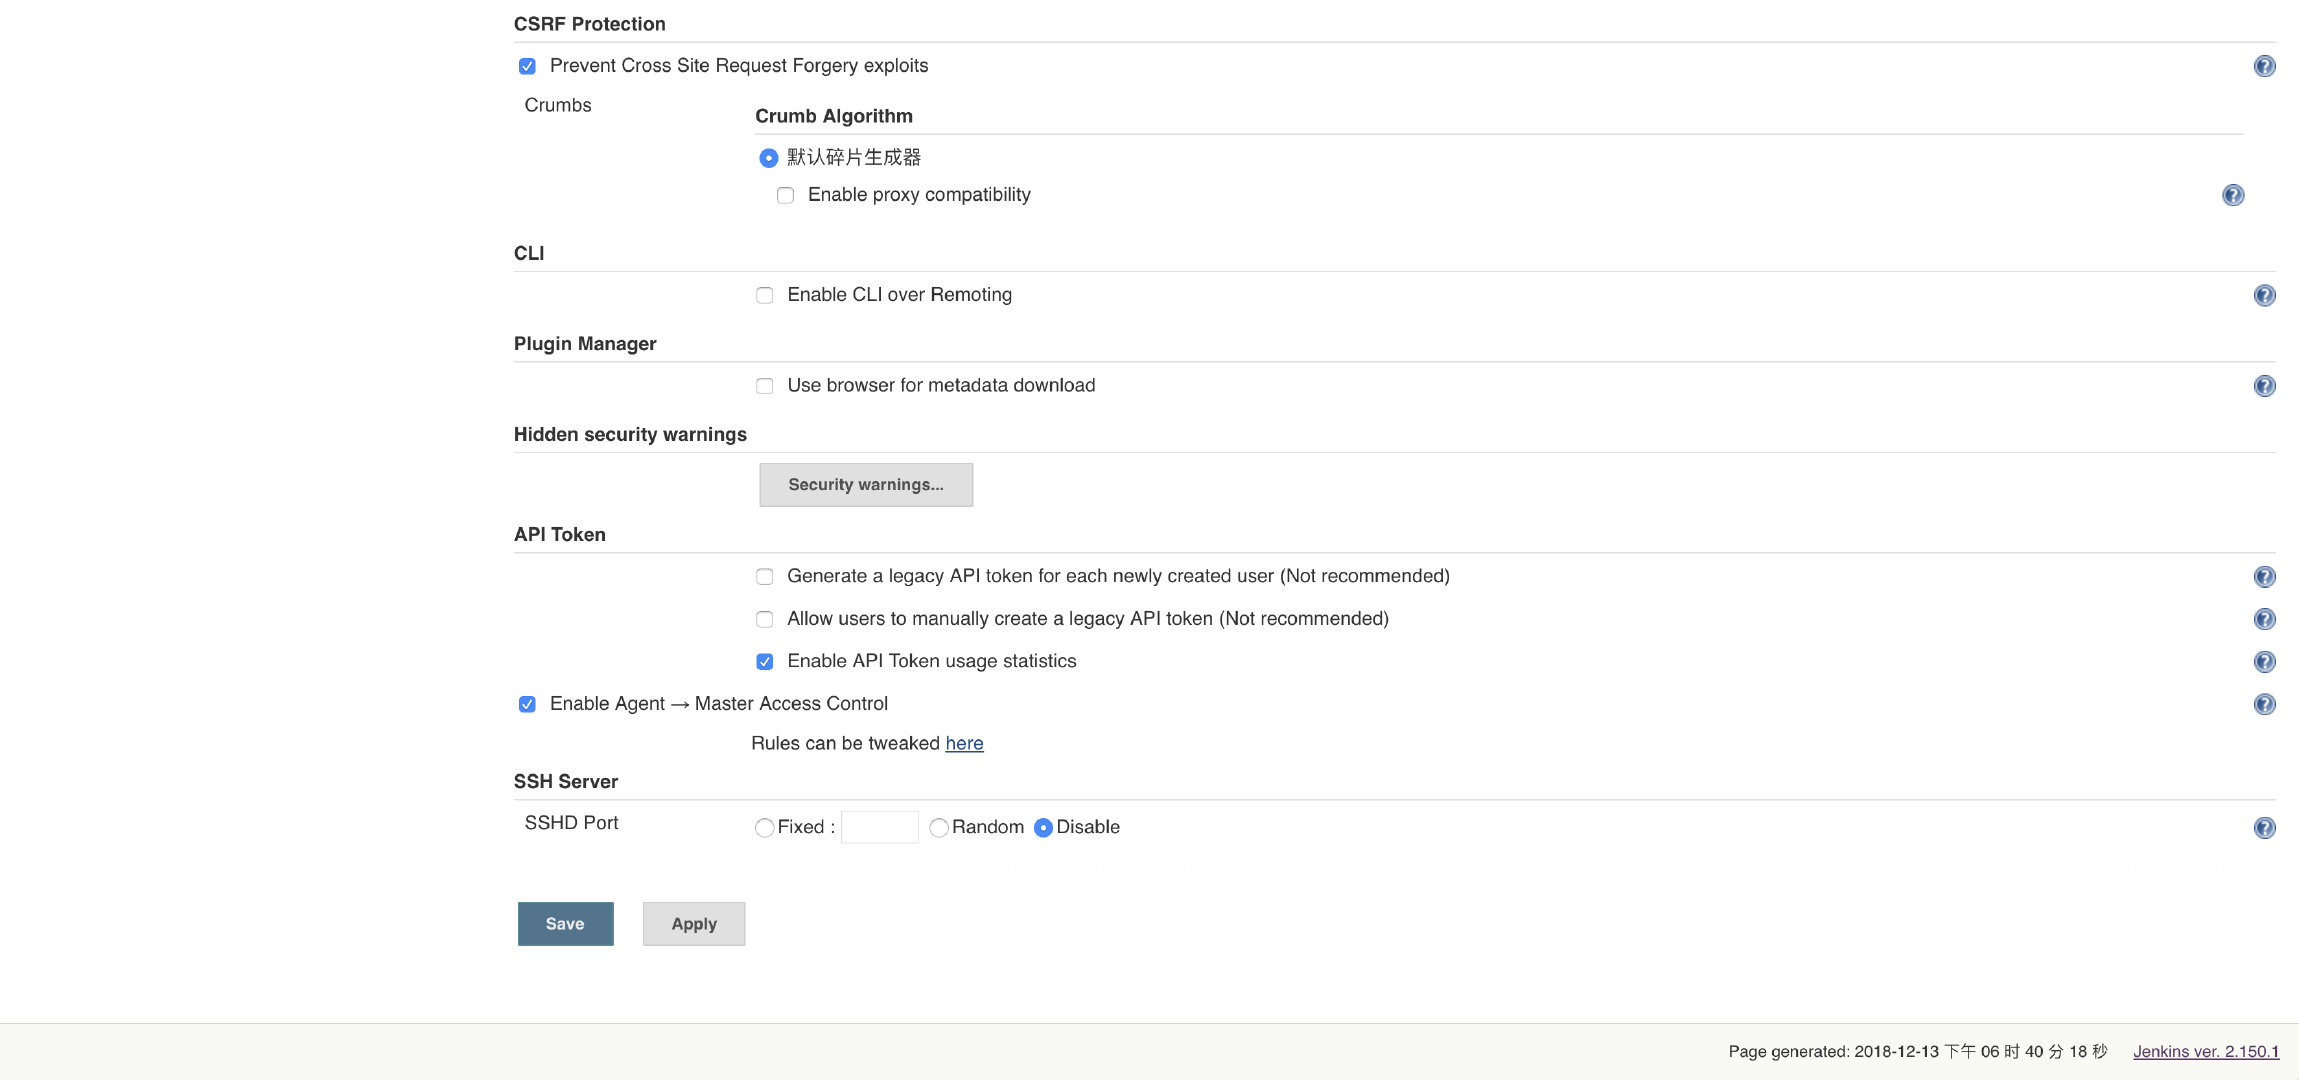 CSRF Protection
Prevent Cross Site Request Forgery exploits
Crumbs
Crumb Algorithm
默认碎片生成器
Enable proxy compatibility
CLI
Enable CLI over Remoting
Plugin Manager
Use browser for metadata download
Hidden security warnings
Security warnings...
API Token
Generate a legacy API token for each newly created user (Not recommended)
Allow users to manually create a legacy API token (Not recommended)
Enable API Token usage statistics
Enable Agent → Master Access Control
Rules can be tweaked here
SSH Server
SSHD Port Fixed : Random Disable
Save Apply
Page generated: 2018-12-13 下午 06 时 40 分 18 秒 Jenkins ver. 2.150.1